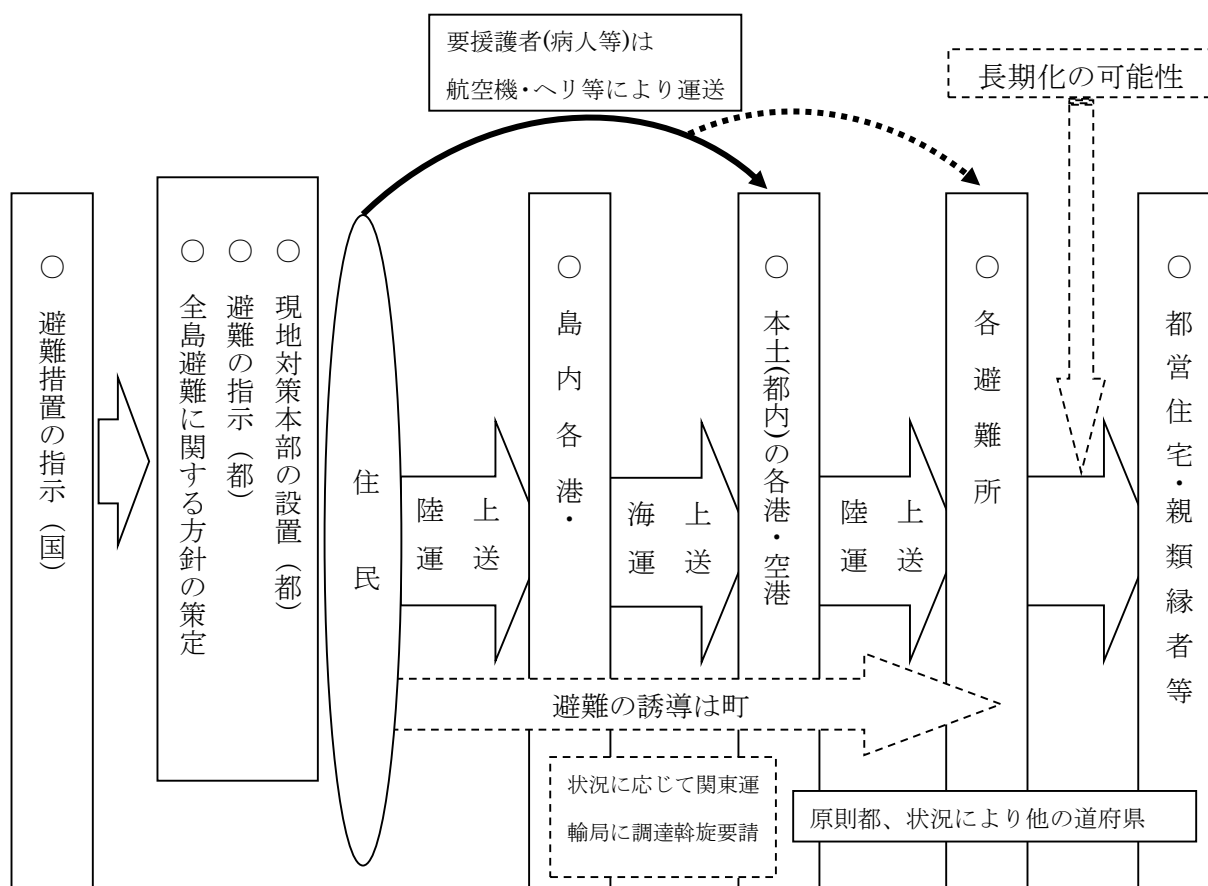 要援護者(病人等)は
航空機・ヘリ等により運送
長期化の可能性
○ 避難措置の指示(国)
○ 現地対策本部の設置(都)
○ 避難の指示(都)
○ 全島避難に関する方針の策定
住民
陸上
運送
○ 島内各港・
海上
運送
○ 本土(都内)の各港・空港
陸上
運送
○ 各避難所
○ 都営住宅・親類縁者等
避難の誘導は町
状況に応じて関東運
輸局に調達斡旋要請
原則都、状況により他の道府県